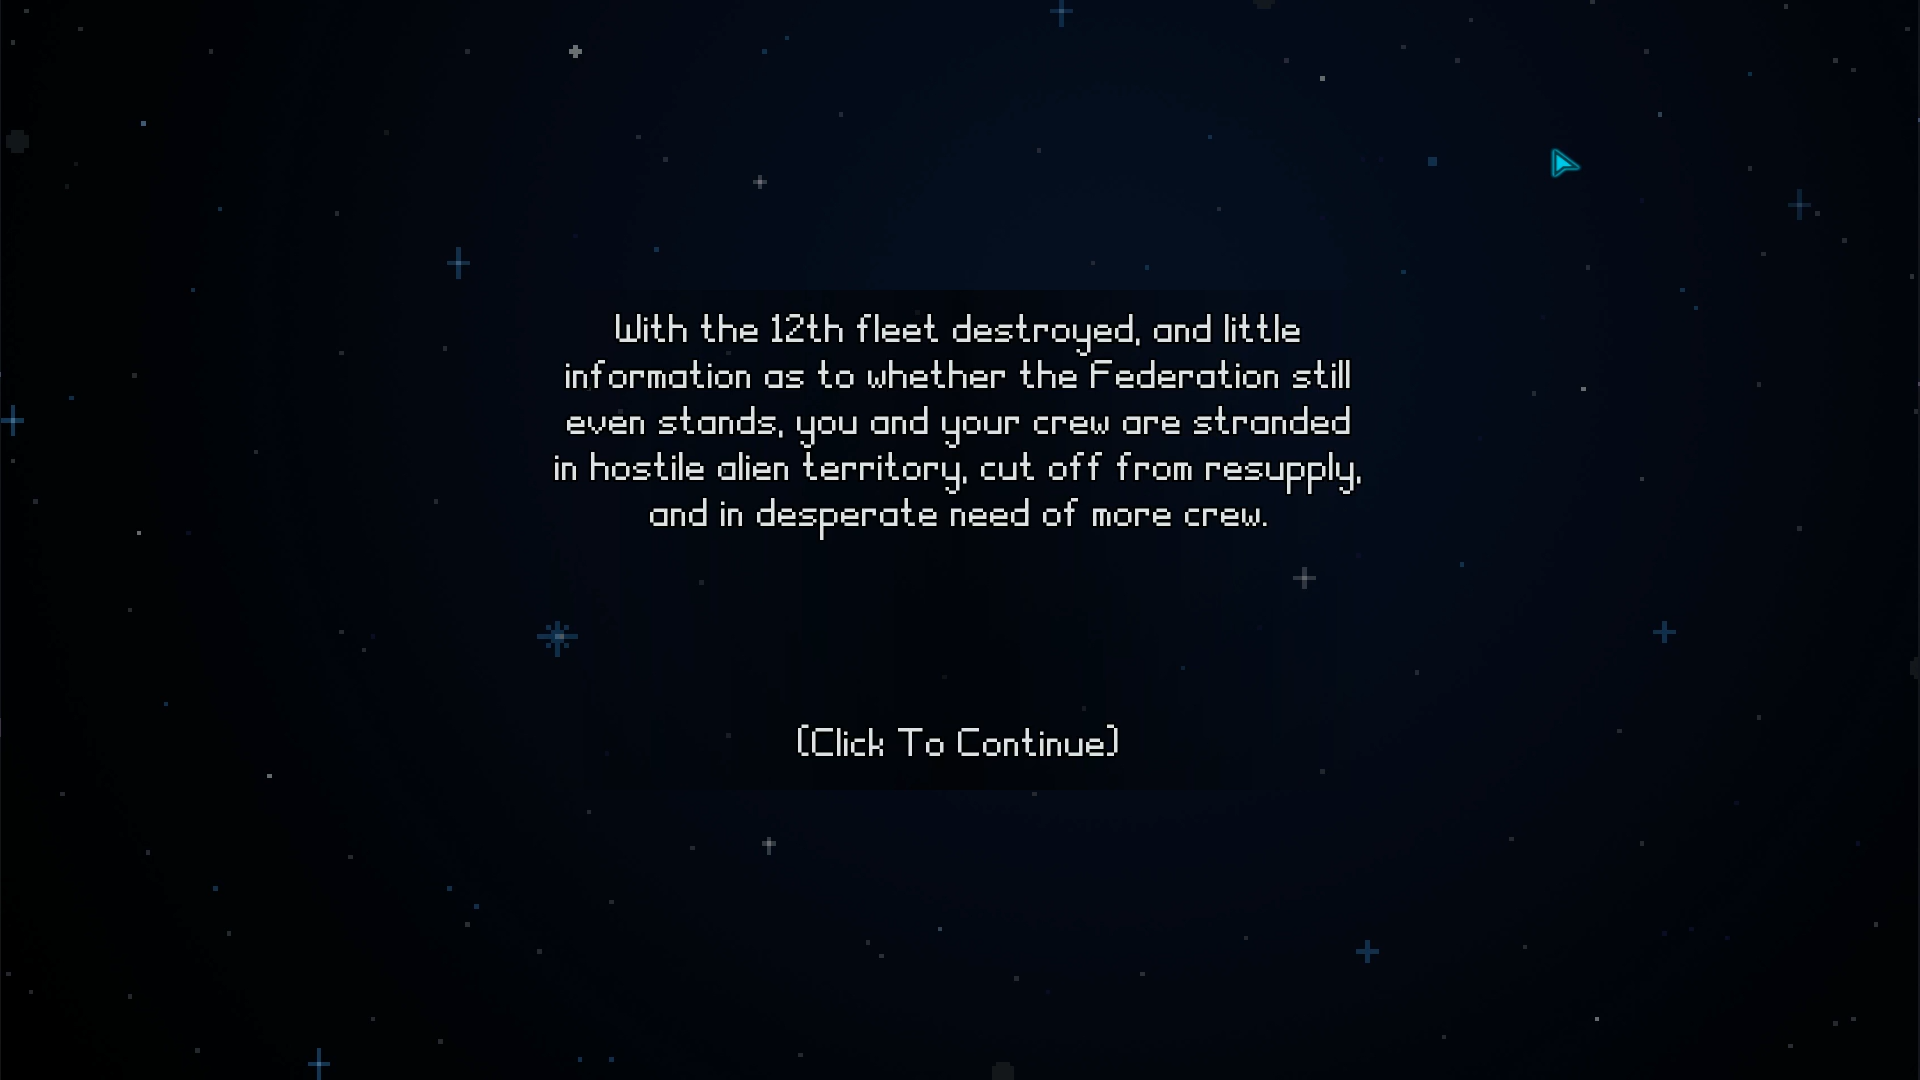 With the 12th fleet destroyed, and little
information as to whether the Federation still
even stands, you and your crew are stranded
in hostile alien territory, cut off from resupply,
and in desperate need of more crew.
(Click To Continue)